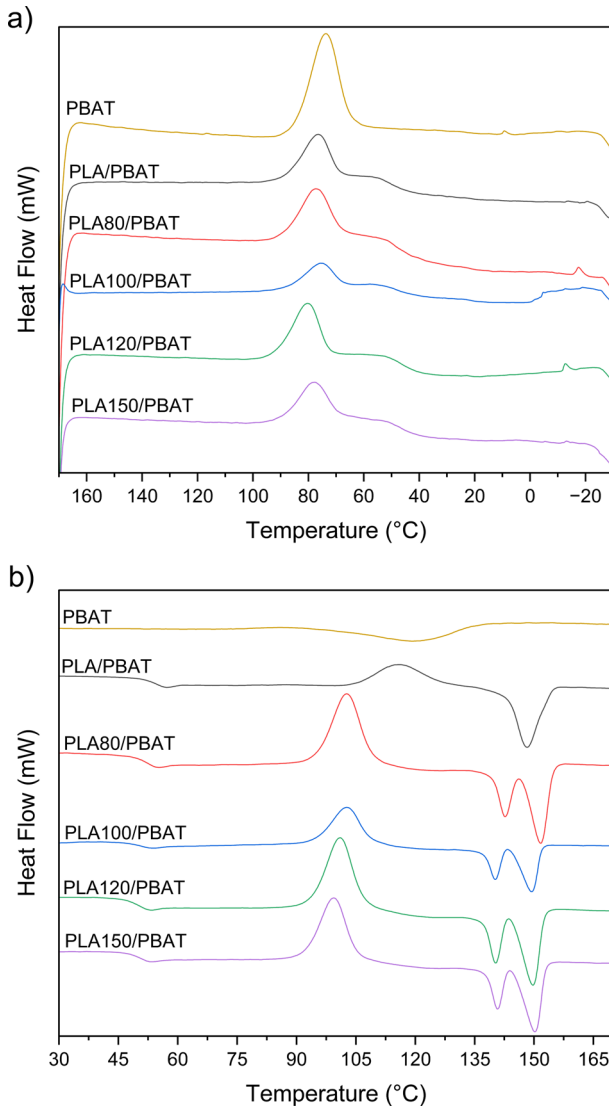 a)
PBAT
PLA/PBAT
PLA80/PBAT
PLA100/PBAT
PLA120/PBAT
PLA150/PBAT
Heat Flow (mW)
160 140 120 100 80 60 40 20 0 −20
Temperature (°C)
b)
PBAT
PLA/PBAT
PLA80/PBAT
PLA100/PBAT
PLA120/PBAT
PLA150/PBAT
Heat Flow (mW)
30 45 60 75 90 105 120 135 150 165
Temperature (°C)